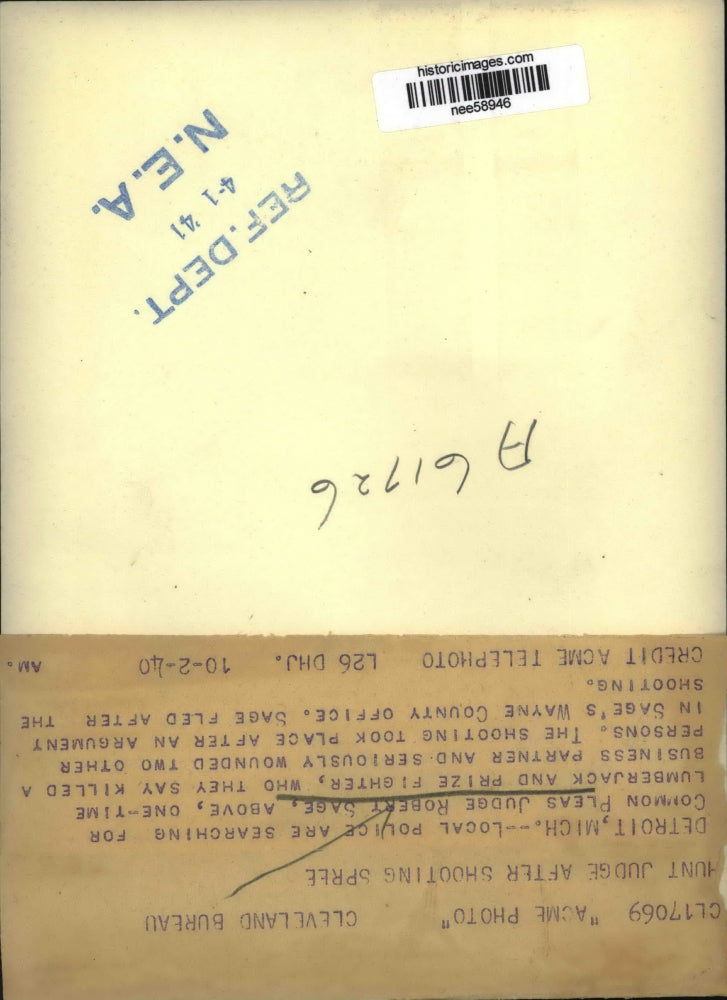 historicimages.com
nee58946
N.E.A.
4-1 '41
REF. DEPT.
A 61726
CL17069 "ACME PHOTO" CLEVELAND BUREAU
HUNT JUDGE AFTER SHOOTING SPREE
DETROIT, MICH.--LOCAL POLICE ARE SEARCHING FOR
COMMON PLEAS JUDGE ROBERT SAGE, ABOVE, ONE-TIME
LUMBERJACK AND PRIZE FIGHTER, WHO THEY SAY KILLED A
BUSINESS PARTNER AND SERIOUSLY WOUNDED TWO OTHER
PERSONS. THE SHOOTING TOOK PLACE AFTER AN ARGUMENT
IN SAGE'S WAYNE COUNTY OFFICE. SAGE FLED AFTER THE
SHOOTING.
CREDIT ACME TELEPHOTO L26 DHJ. 10-2-40 AM.